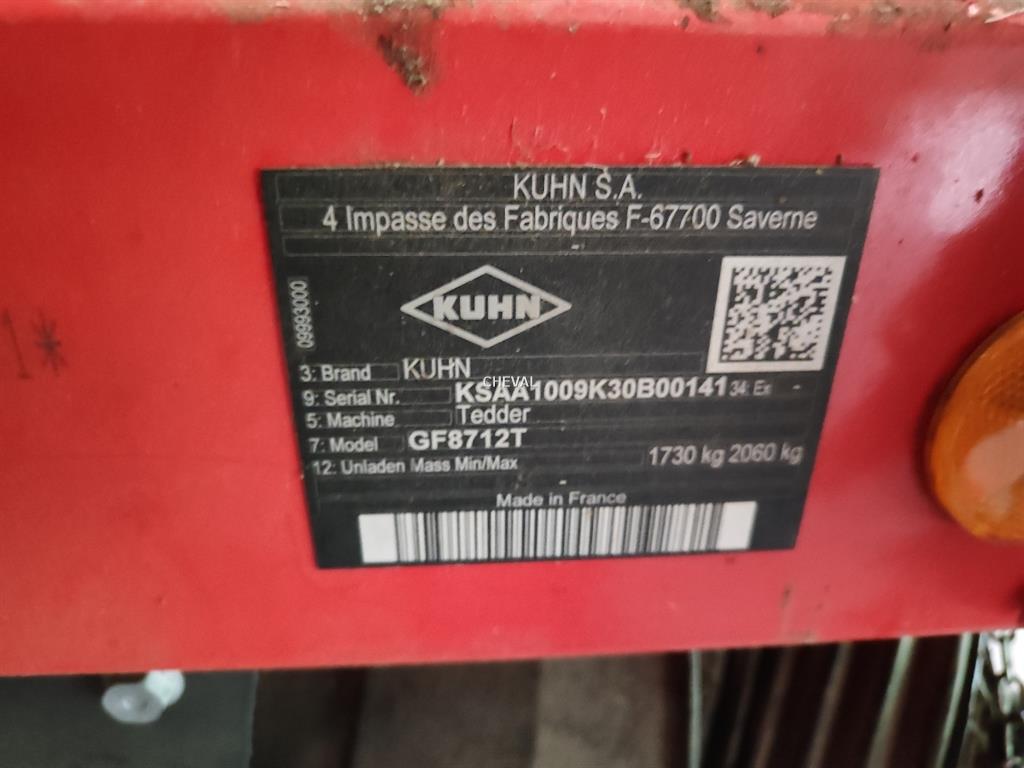 KUHN S.A.
4 Impasse des Fabriques F-67700 Saverne
09993000
KUHN
3: Brand KUHN
CHEVAL
9: Serial Nr. KSAA1009K30B00141 34: Ex -
5: Machine Tedder
7: Model GF8712T
12: Unladen Mass Min/Max 1730 kg 2060 kg
Made in France
1*